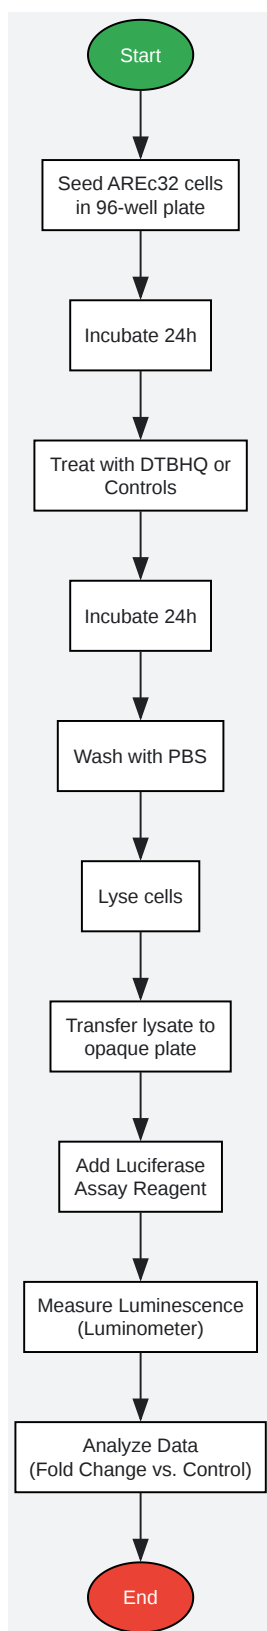 Start
Seed AREc32 cells
in 96-well plate
Incubate 24h
Treat with DTBHQ or
Controls
Incubate 24h
Wash with PBS
Lyse cells
Transfer lysate to
opaque plate
Add Luciferase
Assay Reagent
Measure Luminescence
(Luminometer)
Analyze Data
(Fold Change vs. Control)
End